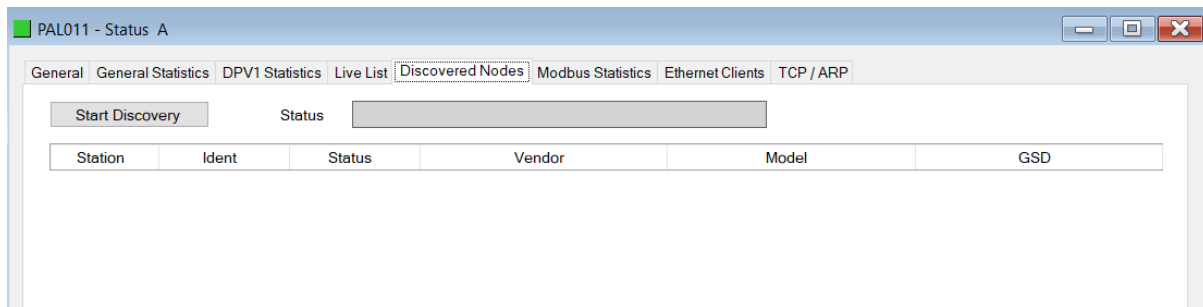 PAL011 - Status A
General General Statistics DPV1 Statistics Live List Discovered Nodes Modbus Statistics Ethernet Clients TCP / ARP
Start Discovery Status
Station Ident Status Vendor Model GSD